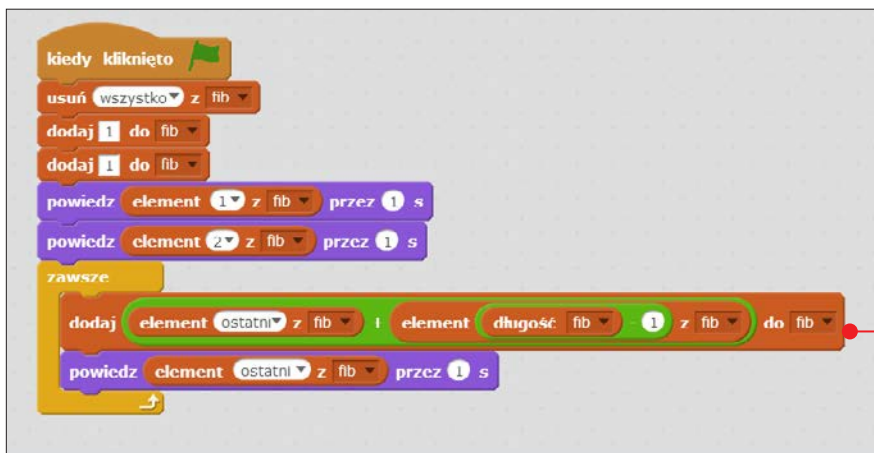 kiedy kliknięto
usuń wszystko z fib
dodaj 1 do fib
dodaj 1 do fib
powiedz element 1 z fib przez 1 s
powiedz element 2 z fib przez 1 s
zawsze
dodaj element ostatni z fib + element długość fib - 1 z fib do fib
powiedz element ostatni z fib przez 1 s